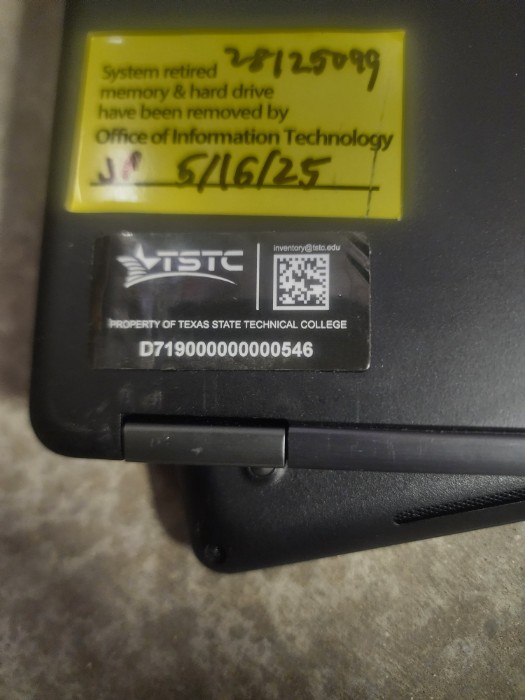 System retired 28125099
memory & hard drive
have been removed by
Office of Information Technology
JP 5/16/25
TSTC
inventory@tstc.edu
PROPERTY OF TEXAS STATE TECHNICAL COLLEGE
D719000000000546